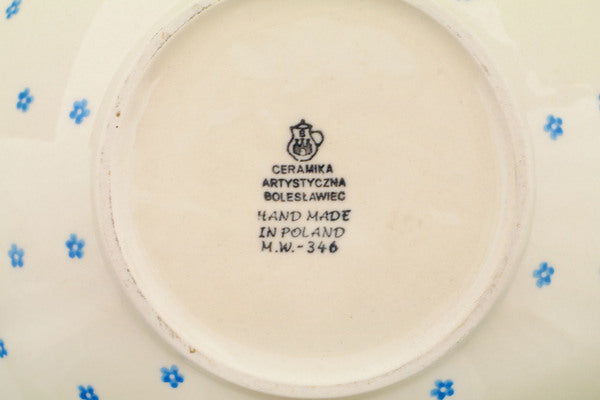 CERAMIKA
ARTYSTYCZNA
BOLESŁAWIEC
HAND MADE
IN POLAND
M.W.-346